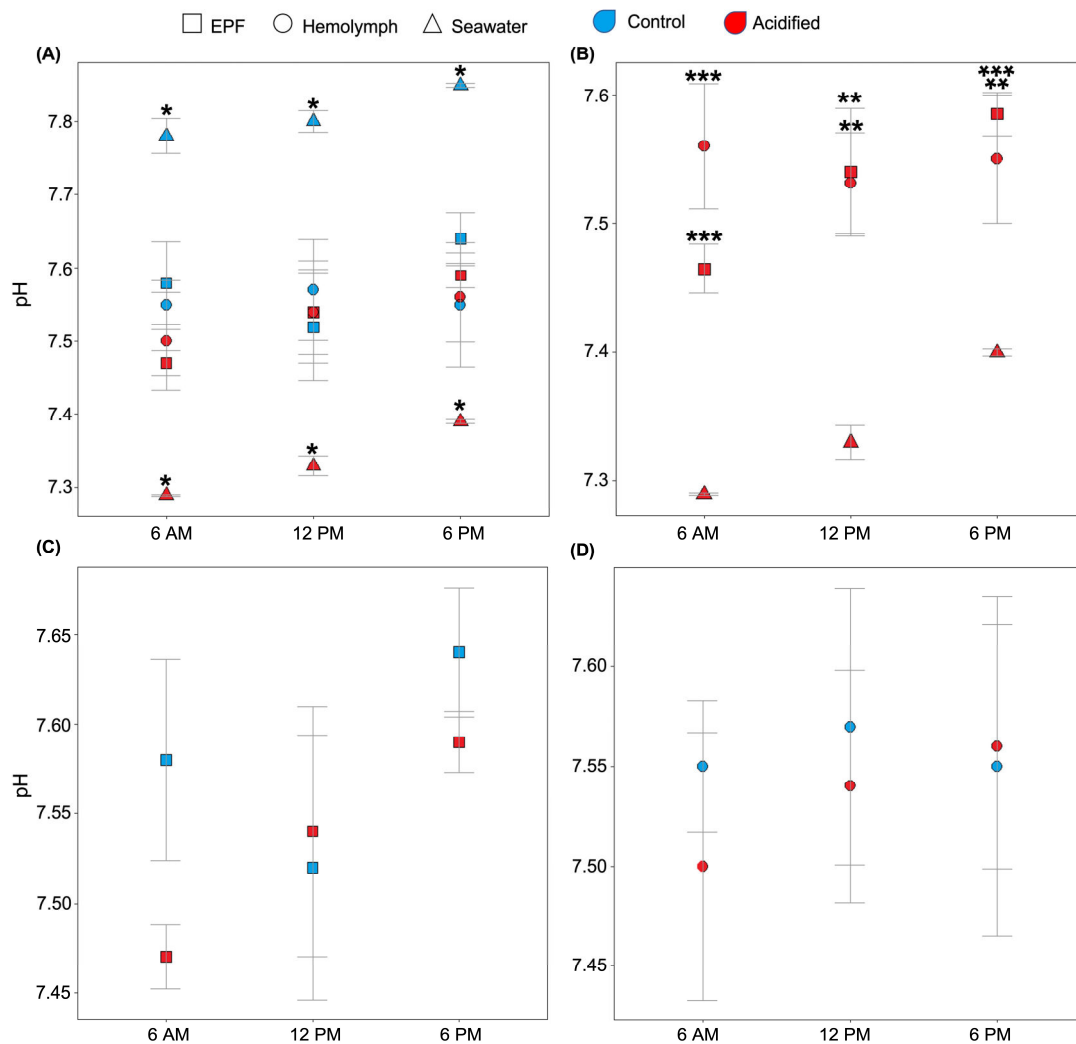 EPF Hemolymph Seawater Control Acidified
(A) (B)
* * *
7.8
7.7
7.6
7.5
7.4
7.3
pH
* * *
6 AM 12 PM 6 PM
*** ** ***
** **
***
7.6
7.5
7.4
7.3
6 AM 12 PM 6 PM
(C) (D)
7.65
7.60
7.55
7.50
7.45
pH
6 AM 12 PM 6 PM
7.60
7.55
7.50
7.45
6 AM 12 PM 6 PM